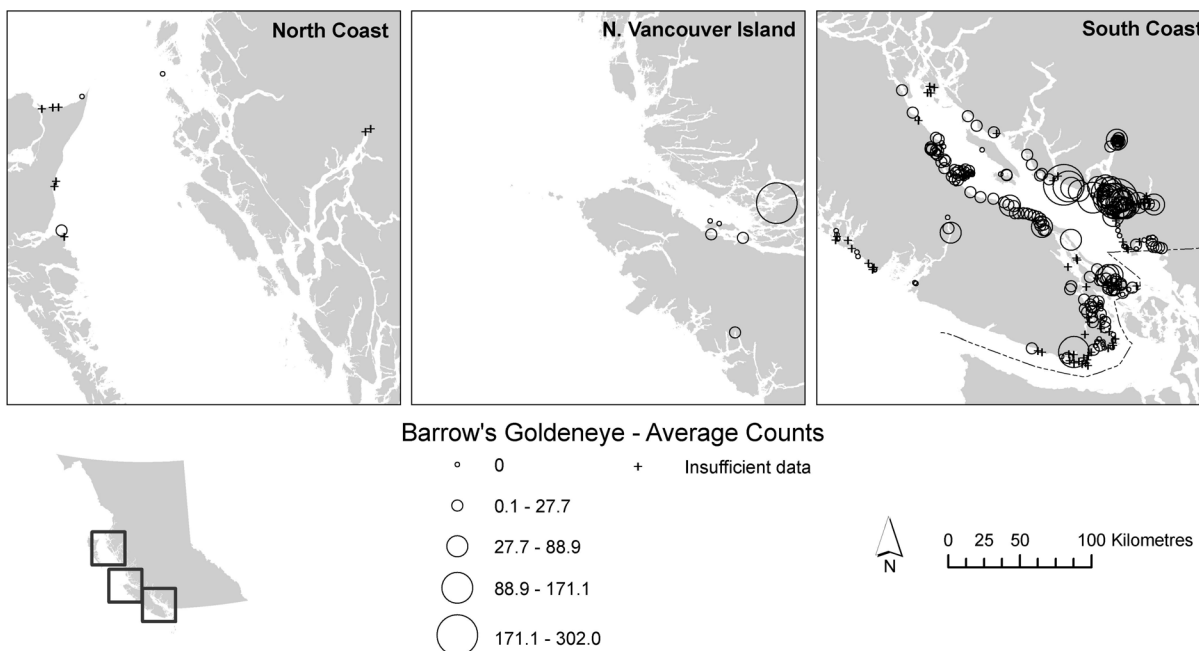 North Coast
N. Vancouver Island
South Coast
Barrow's Goldeneye - Average Counts
0
+ Insufficient data
0.1 - 27.7
27.7 - 88.9
88.9 - 171.1
171.1 - 302.0
N
0 25 50 100 Kilometres